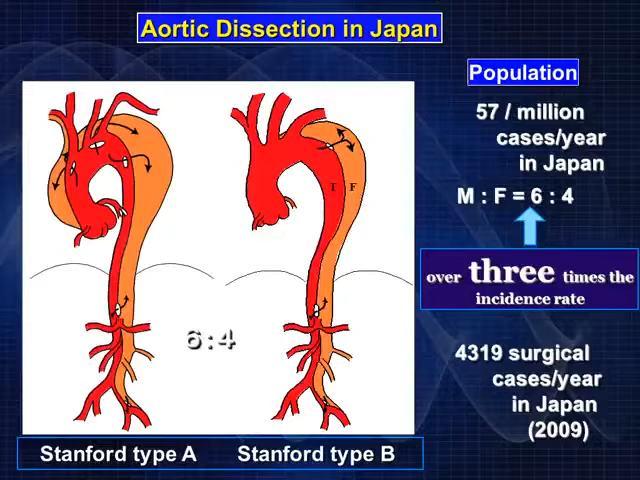 Aortic Dissection in Japan
Population
57 / million
cases/year
in Japan
M : F = 6 : 4
over three times the
incidence rate
T F
6:4
4319 surgical
cases/year
in Japan
(2009)
Stanford type A Stanford type B